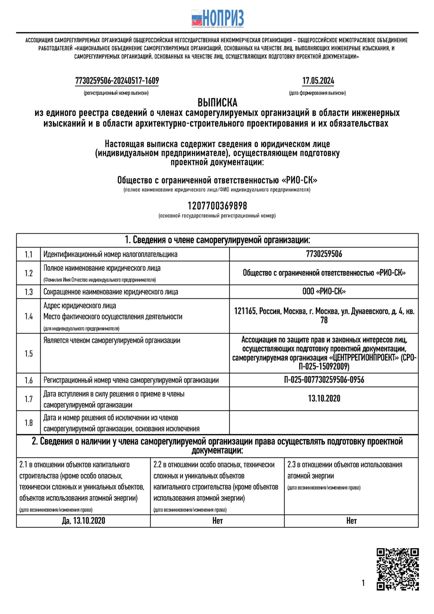 НОПРИЗ
АССОЦИАЦИЯ САМОРЕГУЛИРУЕМЫХ ОРГАНИЗАЦИЙ ОБЩЕРОССИЙСКАЯ НЕГОСУДАРСТВЕННАЯ НЕКОММЕРЧЕСКАЯ ОРГАНИЗАЦИЯ – ОБЩЕРОССИЙСКОЕ МЕЖОТРАСЛЕВОЕ ОБЪЕДИНЕНИЕ
РАБОТОДАТЕЛЕЙ «НАЦИОНАЛЬНОЕ ОБЪЕДИНЕНИЕ САМОРЕГУЛИРУЕМЫХ ОРГАНИЗАЦИЙ, ОСНОВАННЫХ НА ЧЛЕНСТВЕ ЛИЦ, ВЫПОЛНЯЮЩИХ ИНЖЕНЕРНЫЕ ИЗЫСКАНИЯ, И
САМОРЕГУЛИРУЕМЫХ ОРГАНИЗАЦИЙ, ОСНОВАННЫХ НА ЧЛЕНСТВЕ ЛИЦ, ОСУЩЕСТВЛЯЮЩИХ ПОДГОТОВКУ ПРОЕКТНОЙ ДОКУМЕНТАЦИИ»
7730259506-20240517-1609 17.05.2024
(регистрационный номер выписки) (дата формирования выписки)
ВЫПИСКА
из единого реестра сведений о членах саморегулируемых организаций в области инженерных
изысканий и в области архитектурно-строительного проектирования и их обязательствах
Настоящая выписка содержит сведения о юридическом лице
(индивидуальном предпринимателе), осуществляющем подготовку
проектной документации:
Общество с ограниченной ответственностью «РИО-СК»
(полное наименование юридического лица/ФИО индивидуального предпринимателя)
1207700369898
(основной государственный регистрационный номер)
1. Сведения о члене саморегулируемой организации:
1.1 Идентификационный номер налогоплательщика 7730259506
1.2 Полное наименование юридического лица
(Фамилия Имя Отчество индивидуального предпринимателя)
Общество с ограниченной ответственностью «РИО-СК»
1.3 Сокращенное наименование юридического лица ООО «РИО-СК»
1.4 Адрес юридического лица
Место фактического осуществления деятельности
(для индивидуального предпринимателя)
121165, Россия, Москва, г. Москва, ул. Дунаевского, д. 4, кв.
78
1.5 Является членом саморегулируемой организации
Ассоциация по защите прав и законных интересов лиц,
осуществляющих подготовку проектной документации,
саморегулируемая организация «ЦЕНТРРЕГИОНПРОЕКТ» (СРО-
П-025-15092009)
1.6 Регистрационный номер члена саморегулируемой организации П-025-007730259506-0956
1.7 Дата вступления в силу решения о приеме в члены
саморегулируемой организации
13.10.2020
1.8 Дата и номер решения об исключении из членов
саморегулируемой организации, основания исключения
2. Сведения о наличии у члена саморегулируемой организации права осуществлять подготовку проектной
документации:
2.1 в отношении объектов капитального
строительства (кроме особо опасных,
технически сложных и уникальных объектов,
объектов использования атомной энергии)
(дата возникновения/изменения права)
2.2 в отношении особо опасных, технически
сложных и уникальных объектов
капитального строительства (кроме объектов
использования атомной энергии)
(дата возникновения/изменения права)
2.3 в отношении объектов использования
атомной энергии
(дата возникновения/изменения права)
Да, 13.10.2020 Нет Нет
1